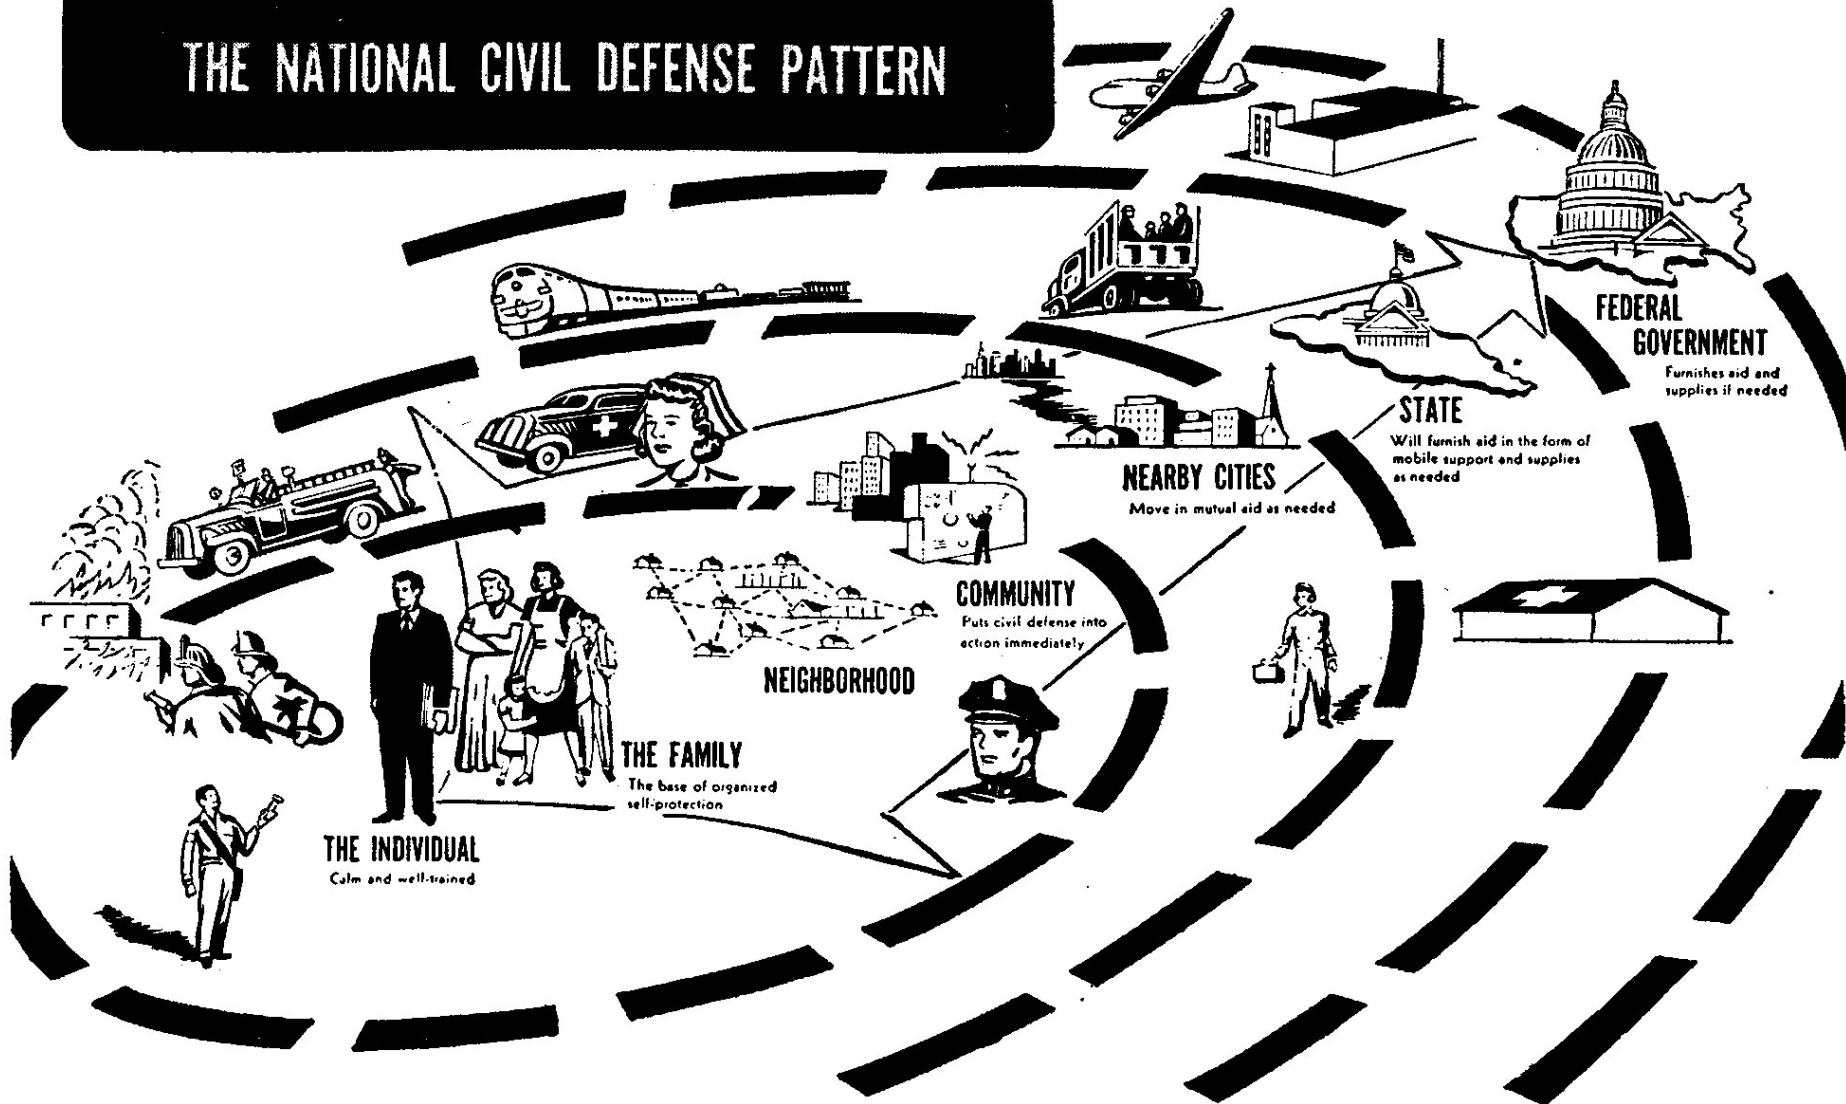 THE NATIONAL CIVIL DEFENSE PATTERN
FEDERAL
GOVERNMENT
Furnishes aid and
supplies if needed
STATE
Will furnish aid in the form of
mobile support and supplies
as needed
NEARBY CITIES
Move in mutual aid as needed
COMMUNITY
Puts civil defense into
action immediately
NEIGHBORHOOD
THE FAMILY
The base of organized
self-protection
THE INDIVIDUAL
Calm and well-trained